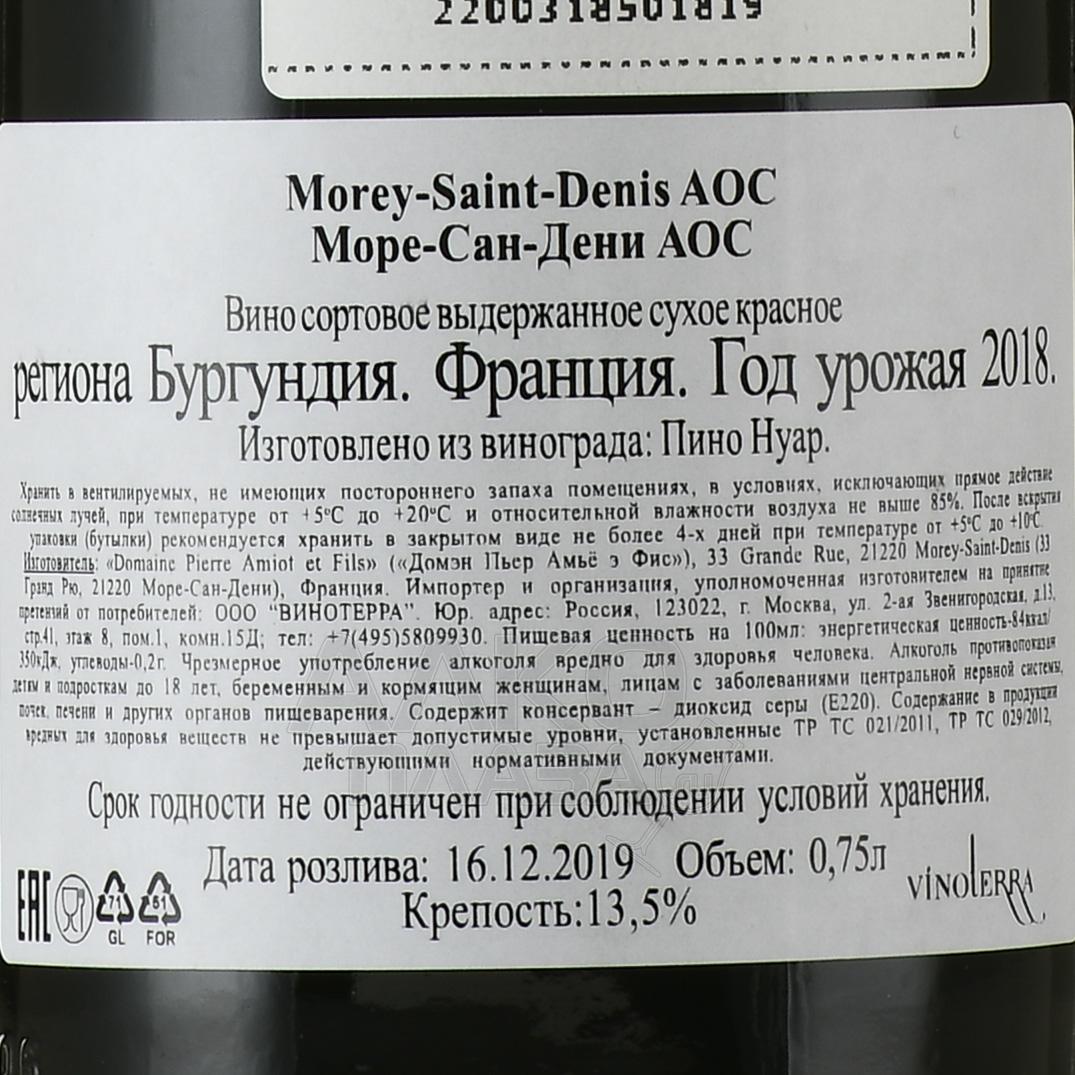 2200318501819
Morey-Saint-Denis AOC
Море-Сан-Дени АОС
Вино сортовое выдержанное сухое красное
региона Бургундия. Франция. Год урожая 2018.
Изготовлено из винограда: Пино Нуар.
Хранить в вентилируемых, не имеющих постороннего запаха помещениях, в условиях, исключающих прямое действие
солнечных лучей, при температуре от +5°С до +20°С и относительной влажности воздуха не выше 85%. После вскрытия
упаковки (бутылки) рекомендуется хранить в закрытом виде не более 4-х дней при температуре от +5°С до +10°С.
Изготовитель: «Domaine Pierre Amiot et Fils» («Домэн Пьер Амьё э Фис»), 33 Grande Rue, 21220 Morey-Saint-Denis (33
Гранд Рю, 21220 Море-Сан-Дени), Франция. Импортер и организация, уполномоченная изготовителем на принятие
претензий от потребителей: ООО "ВИНОТЕРРА". Юр. адрес: Россия, 123022, г. Москва, ул. 2-ая Звенигородская, д.13,
стр.41, этаж 8, пом.1, комн.15Д; тел: +7(495)5809930. Пищевая ценность на 100мл: энергетическая ценность-84ккал/
350кДж, углеводы-0,2г. Чрезмерное употребление алкоголя вредно для здоровья человека. Алкоголь противопоказан
детям и подросткам до 18 лет, беременным и кормящим женщинам, лицам с заболеваниями центральной нервной системы,
почек, печени и других органов пищеварения. Содержит консервант – диоксид серы (Е220). Содержание в продукции
вредных для здоровья веществ не превышает допустимые уровни, установленные ТР ТС 021/2011, ТР ТС 029/2012,
действующими нормативными документами.
Срок годности не ограничен при соблюдении условий хранения.
Дата розлива: 16.12.2019 Объем: 0,75л
Крепость:13,5%
EAC
71
GL
51
FOR
VINOTERRA